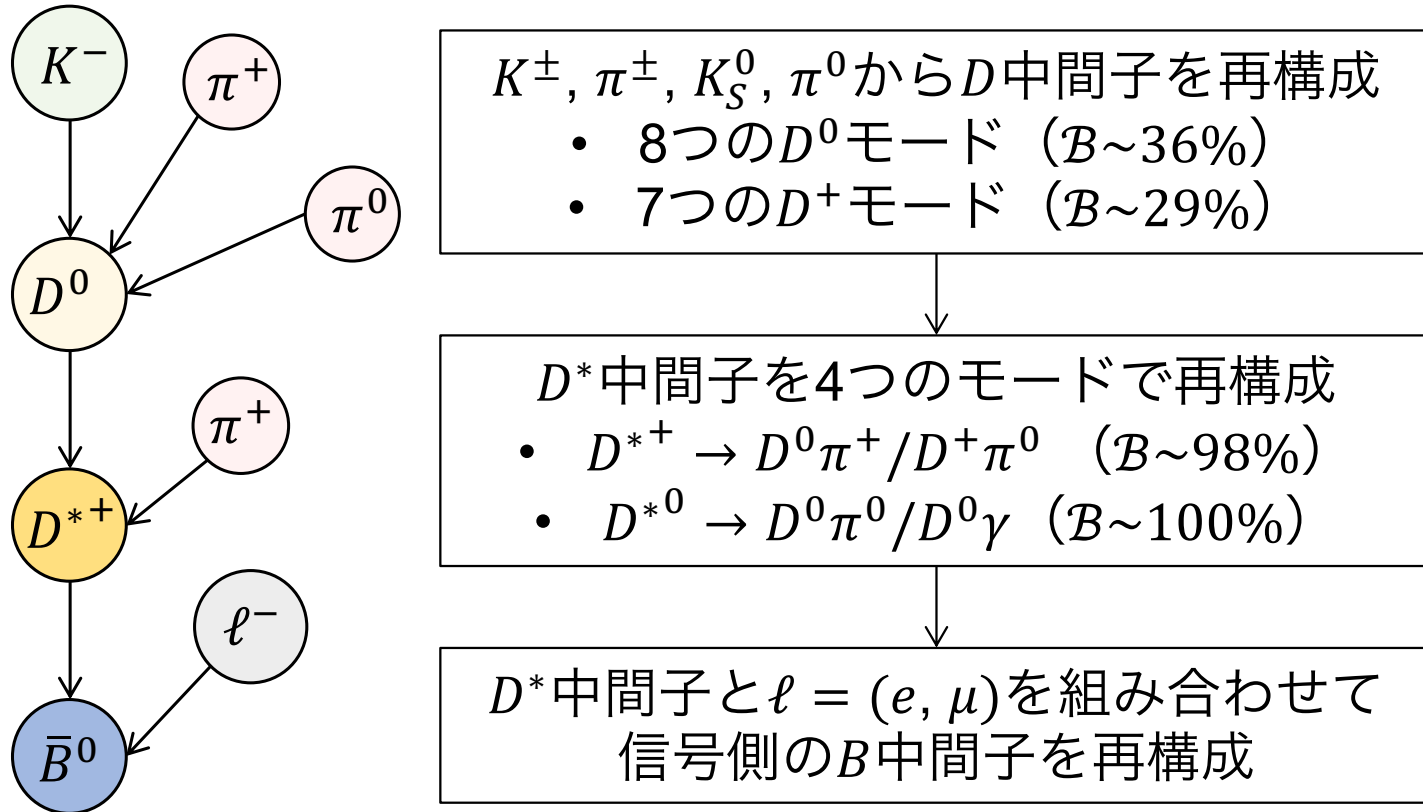 K⁻
π⁺
π⁰
D⁰
π⁺
D*⁺
ℓ⁻
B̄⁰
K±, π±, K_S⁰, π⁰からD中間子を再構成
• 8つのD⁰モード（ℬ~36%）
• 7つのD⁺モード（ℬ~29%）
D*中間子を4つのモードで再構成
• D*⁺ → D⁰π⁺/D⁺π⁰ （ℬ~98%）
• D*⁰ → D⁰π⁰/D⁰γ（ℬ~100%）
D*中間子とℓ = (e, μ)を組み合わせて
信号側のB中間子を再構成